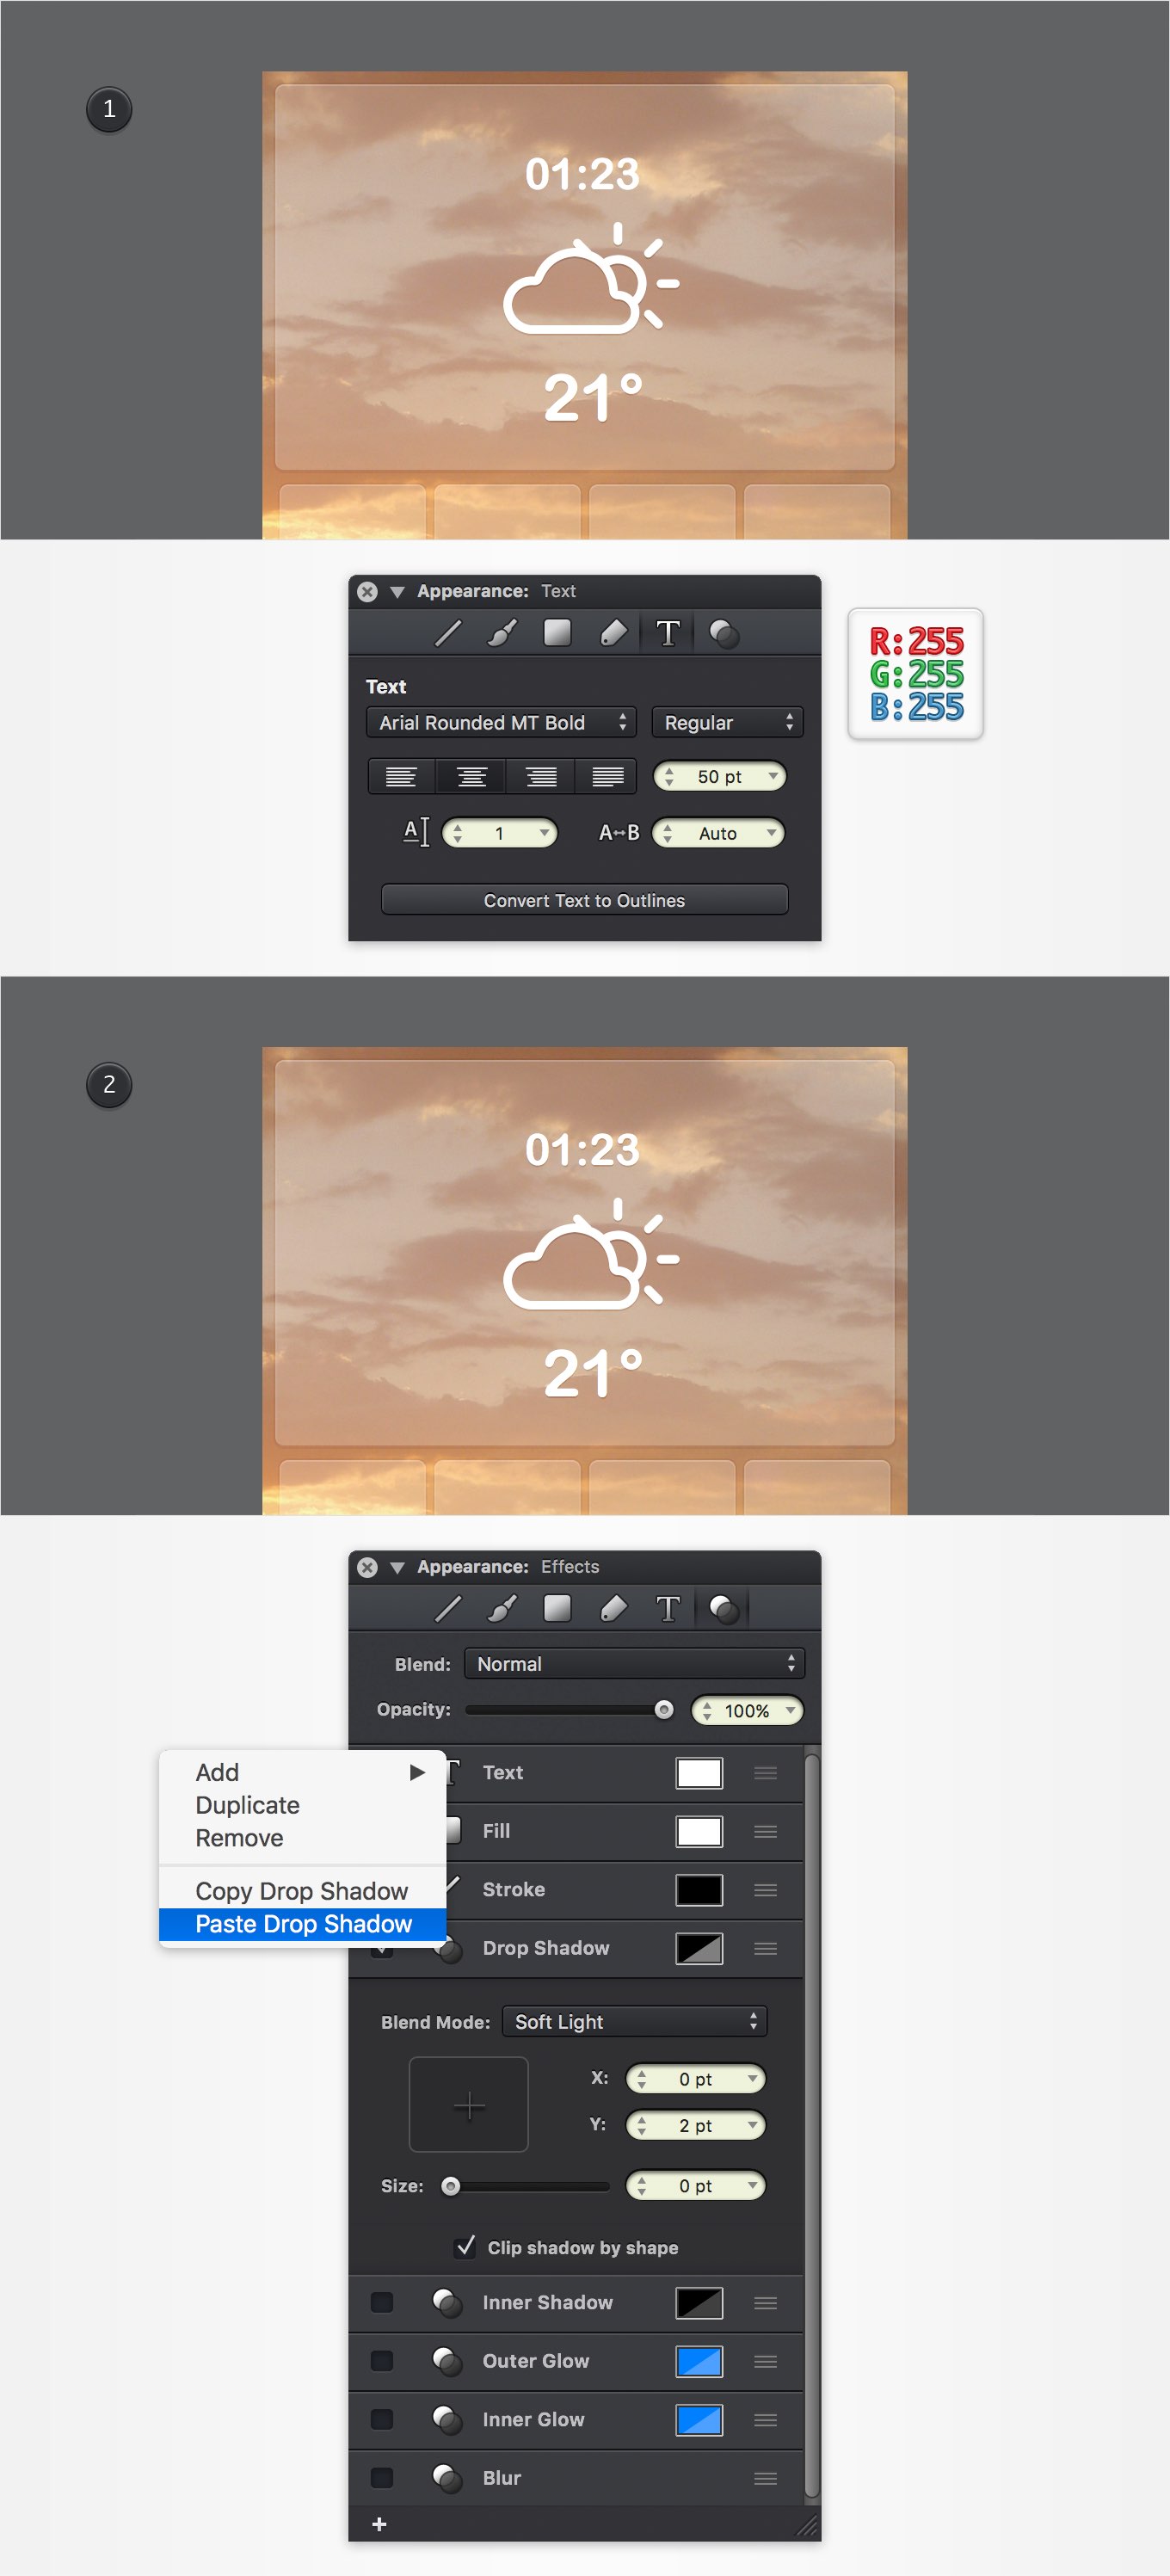 1
01:23
21°
Appearance: Text
T
R:255
G:255
B:255
Text
Arial Rounded MT Bold
Regular
50 pt
A
1
A↔B
Auto
Convert Text to Outlines
2
01:23
21°
Appearance: Effects
T
Blend:
Normal
Opacity:
100%
Add
Duplicate
Remove
Copy Drop Shadow
Paste Drop Shadow
T
Text
Fill
Stroke
Drop Shadow
Blend Mode:
Soft Light
X:
0 pt
Y:
2 pt
Size:
0 pt
Clip shadow by shape
Inner Shadow
Outer Glow
Inner Glow
Blur
+